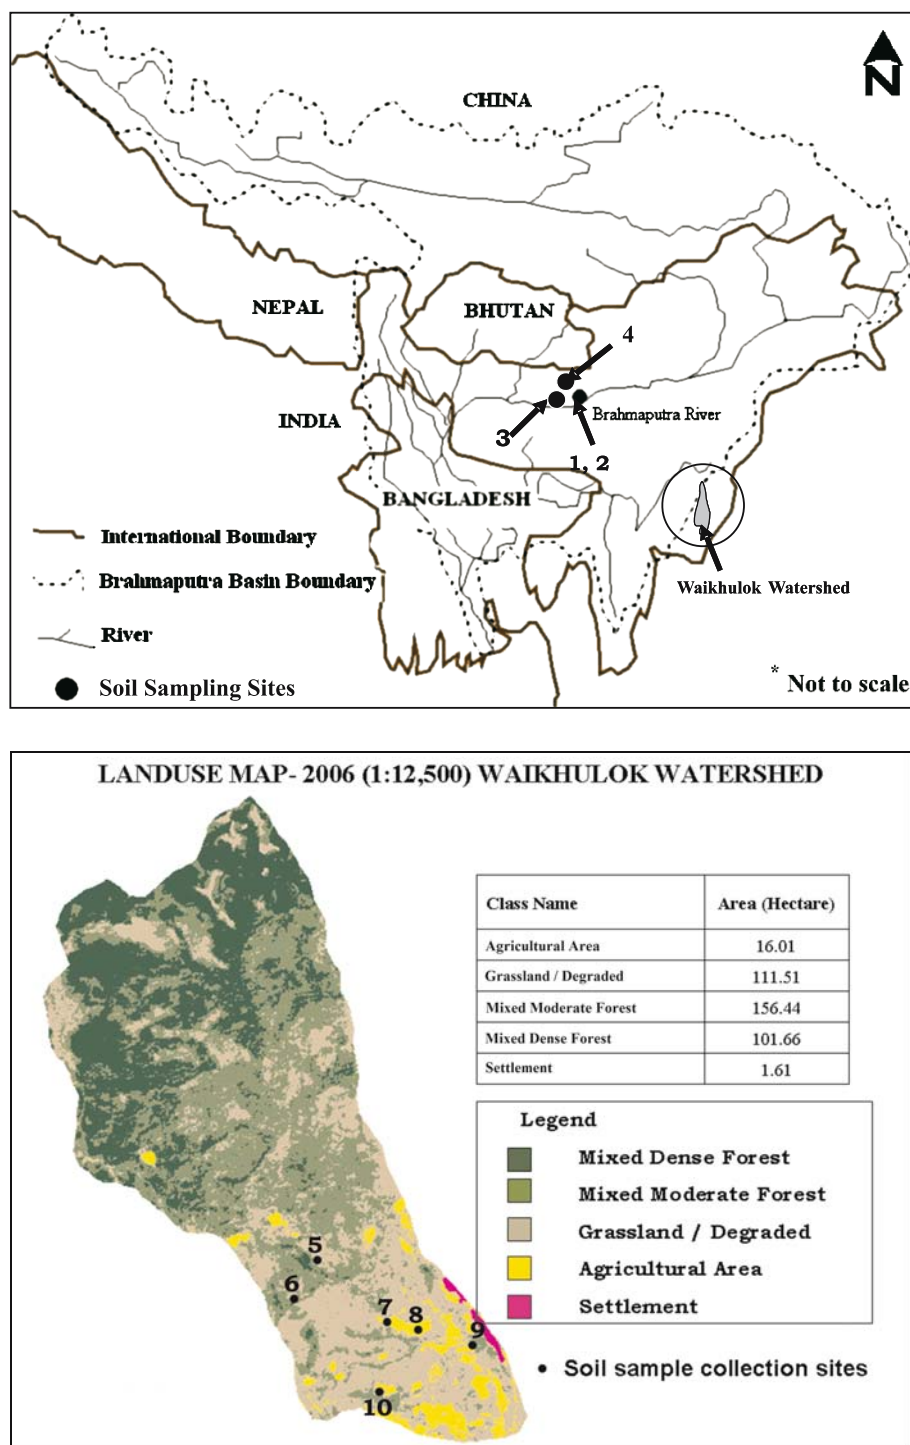 N
CHINA
NEPAL
BHUTAN
4
INDIA
3
Brahmaputra River
1, 2
BANGLADESH
International Boundary
Brahmaputra Basin Boundary
Waikhulok Watershed
River
Soil Sampling Sites
* Not to scale
LANDUSE MAP- 2006 (1:12,500) WAIKHULOK WATERSHED
Class Name Area (Hectare)
Agricultural Area 16.01
Grassland / Degraded 111.51
Mixed Moderate Forest 156.44
Mixed Dense Forest 101.66
Settlement 1.61
Legend
Mixed Dense Forest
Mixed Moderate Forest
Grassland / Degraded
Agricultural Area
Settlement
5
6
7
8
9
10
Soil sample collection sites